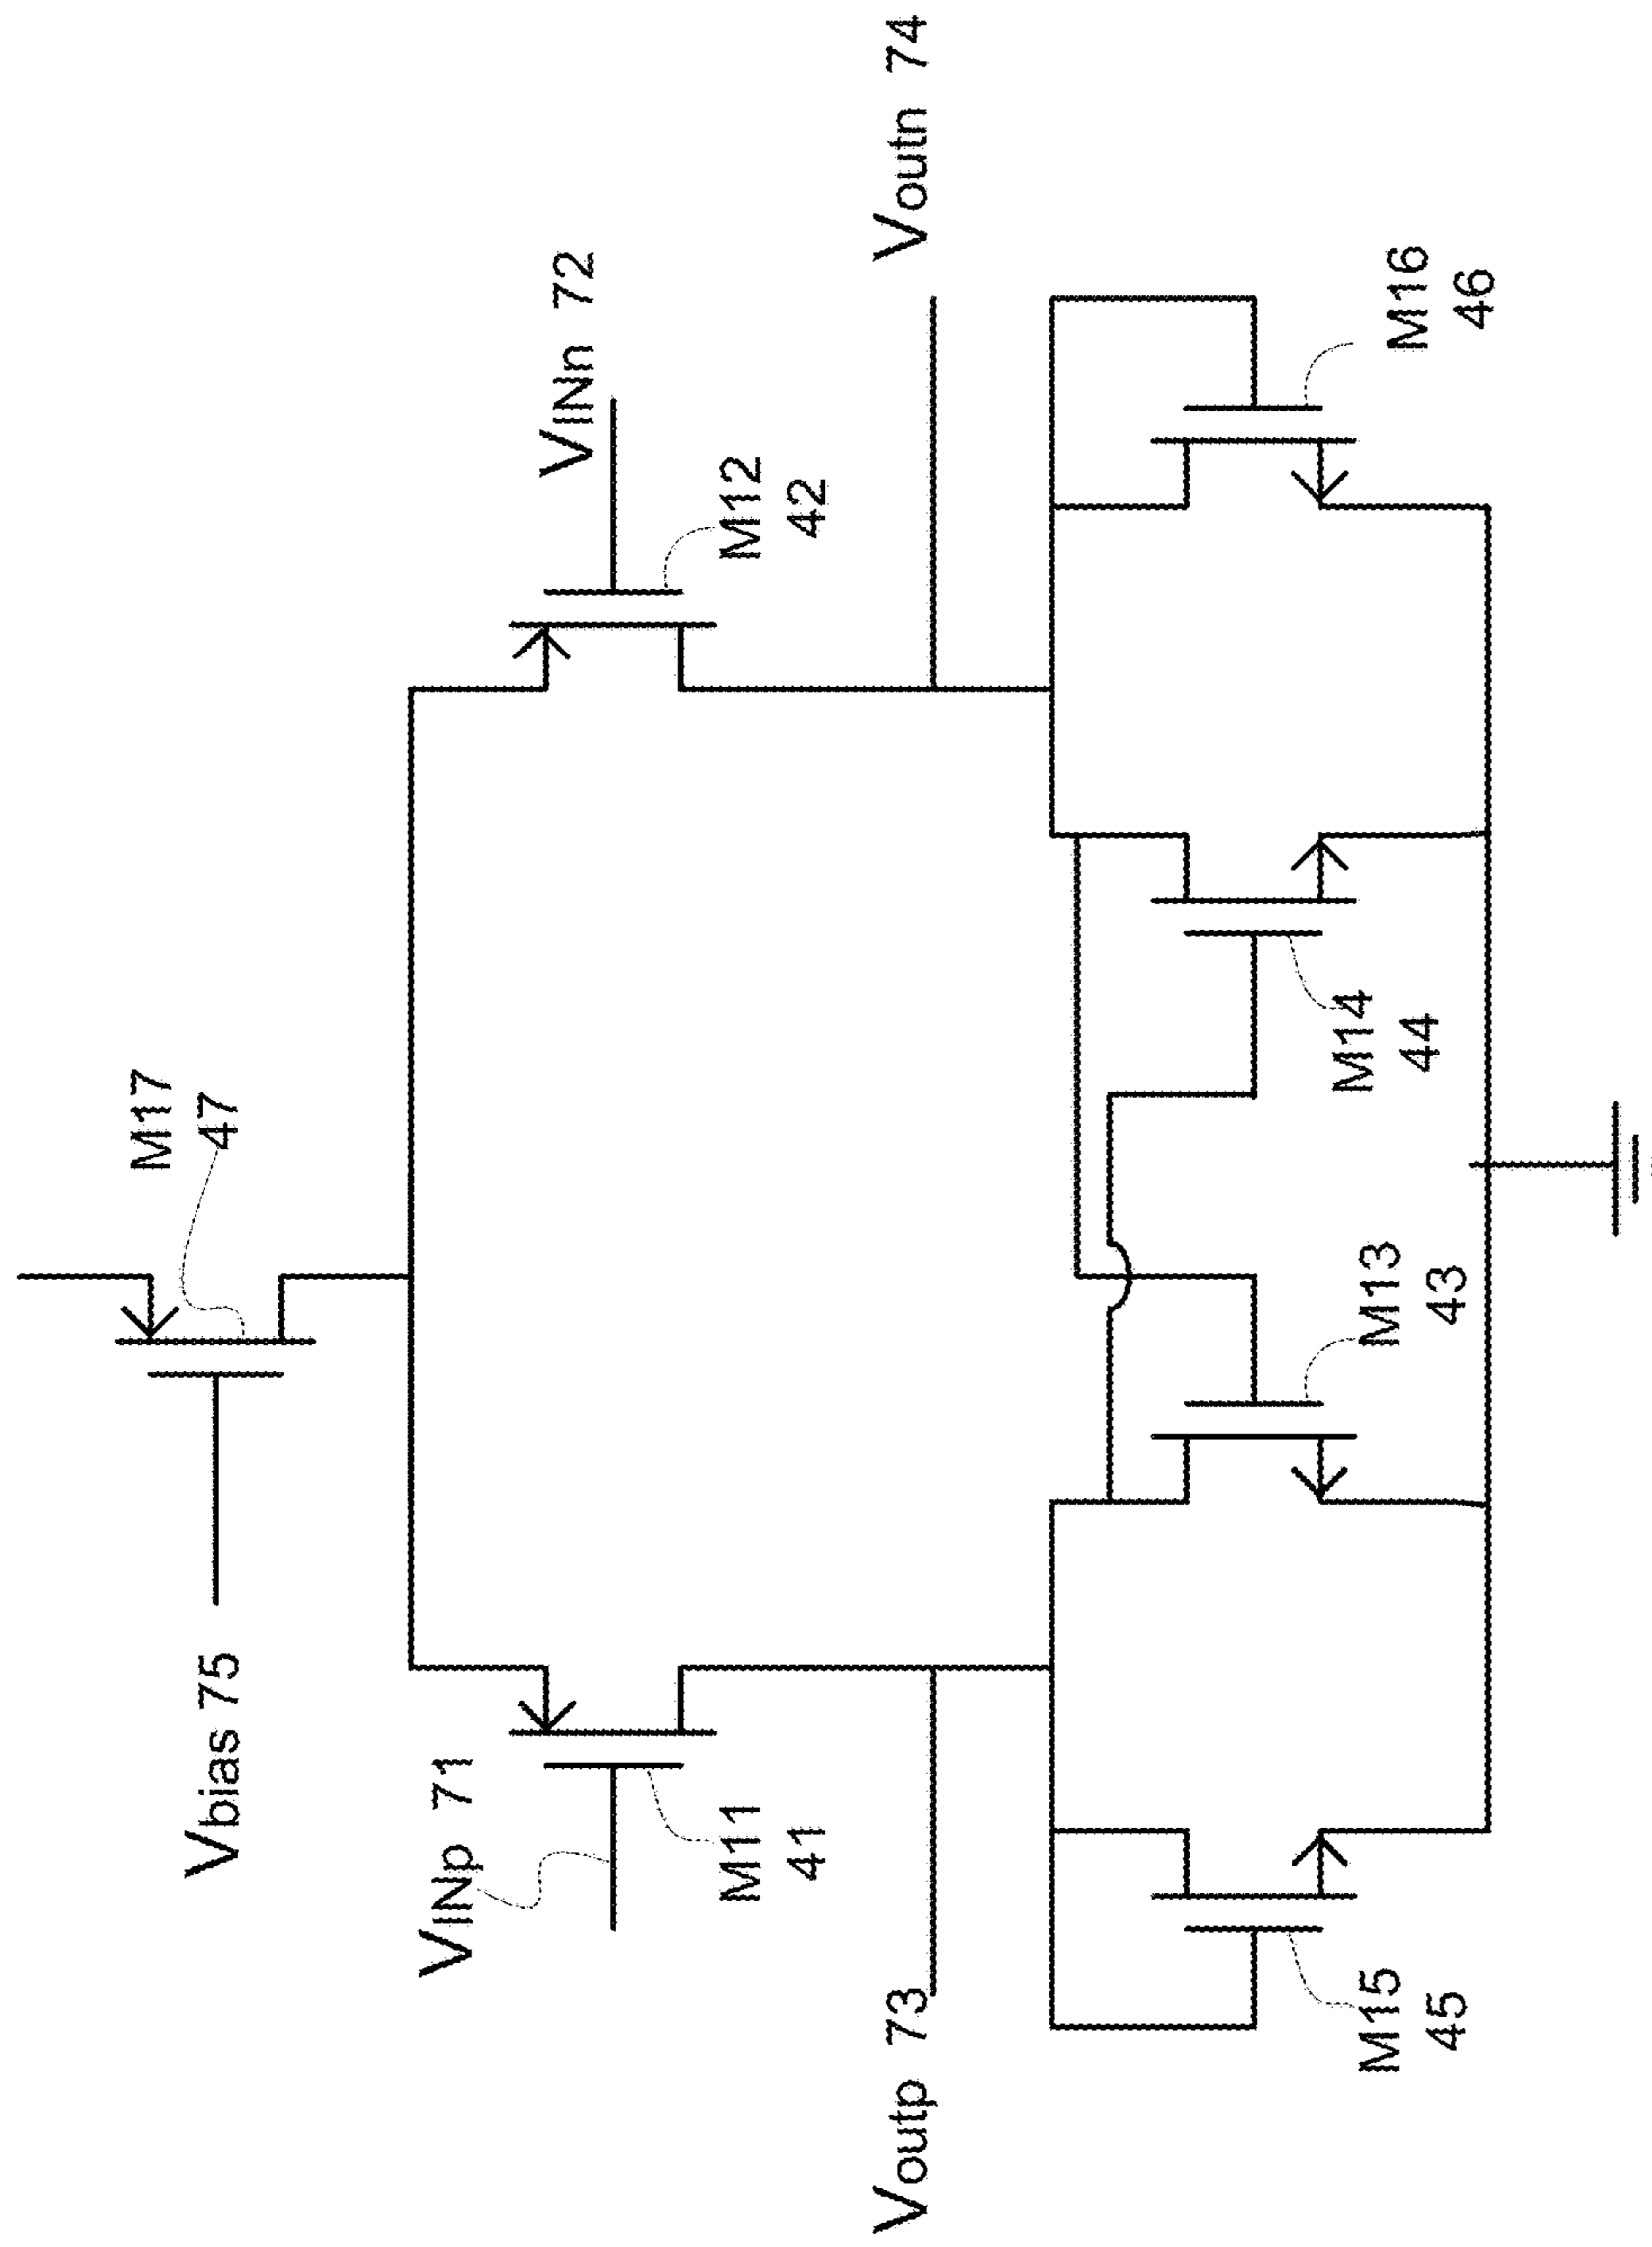 M17
47
Vbias 75
VINp 71
VINn 72
M11
41
M12
42
Voutp 73
Voutn 74
M15
45
M13
43
M14
44
M16
46